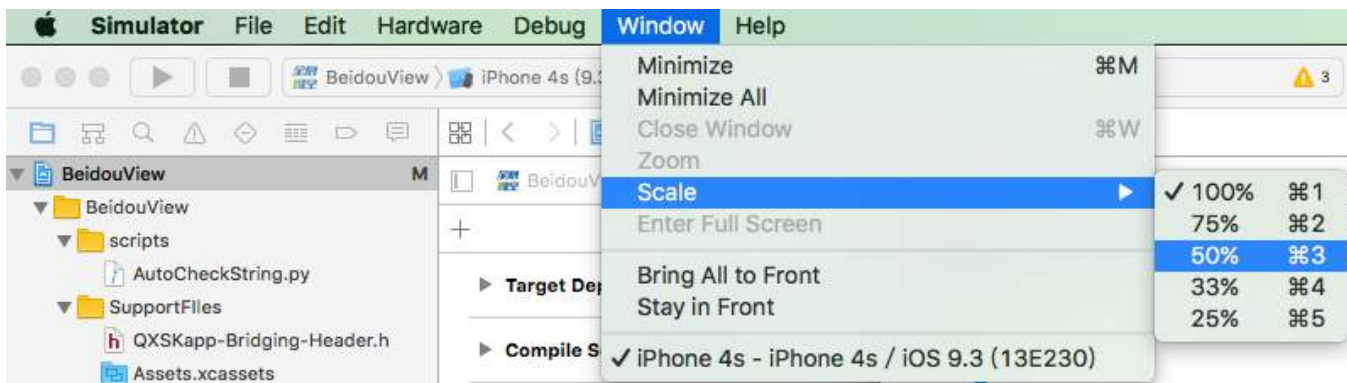 Simulator File Edit Hardware Debug Window Help
BeidouView iPhone 4s (9.3
3
Minimize ⌘M
Minimize All
Close Window ⌘W
Zoom
Scale
Enter Full Screen
Bring All to Front
Stay in Front
✓ iPhone 4s - iPhone 4s / iOS 9.3 (13E230)
✓ 100% ⌘1
75% ⌘2
50% ⌘3
33% ⌘4
25% ⌘5
BeidouView M
BeidouView
scripts
AutoCheckString.py
SupportFIles
h QXSKapp-Bridging-Header.h
Assets.xcassets
BeidouV
+
Target Dep
Compile S